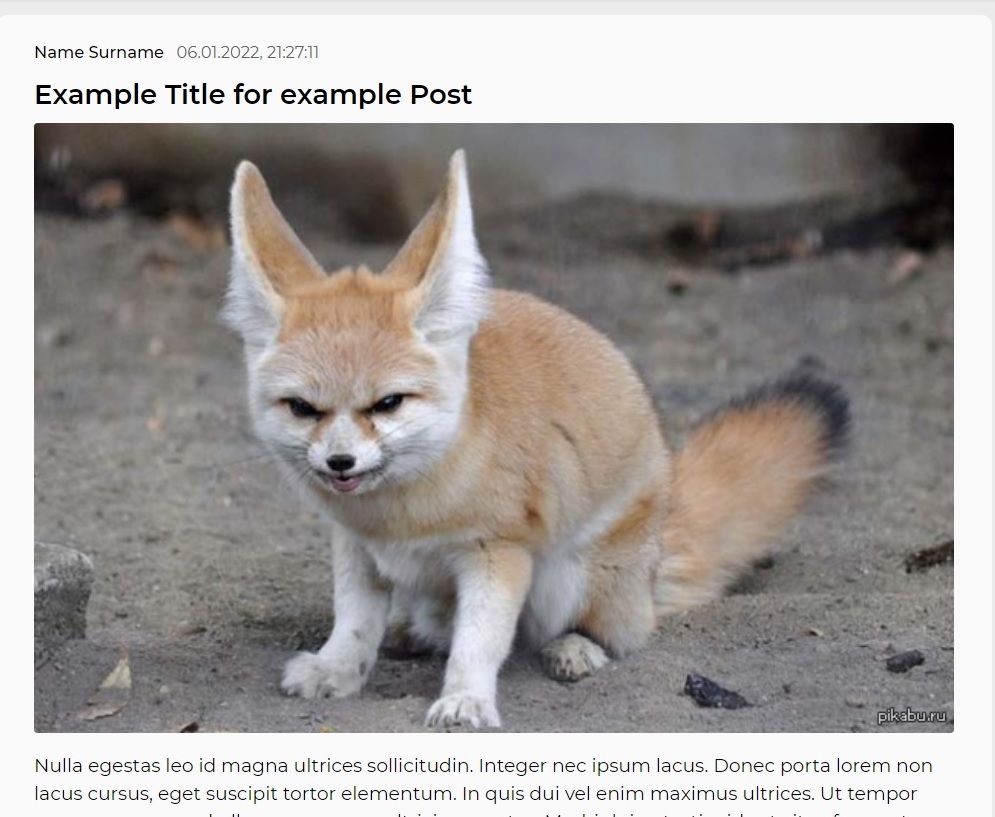 Name Surname 06.01.2022, 21:27:11
Example Title for example Post
pikabu.ru
Nulla egestas leo id magna ultrices sollicitudin. Integer nec ipsum lacus. Donec porta lorem non
lacus cursus, eget suscipit tortor elementum. In quis dui vel enim maximus ultrices. Ut tempor